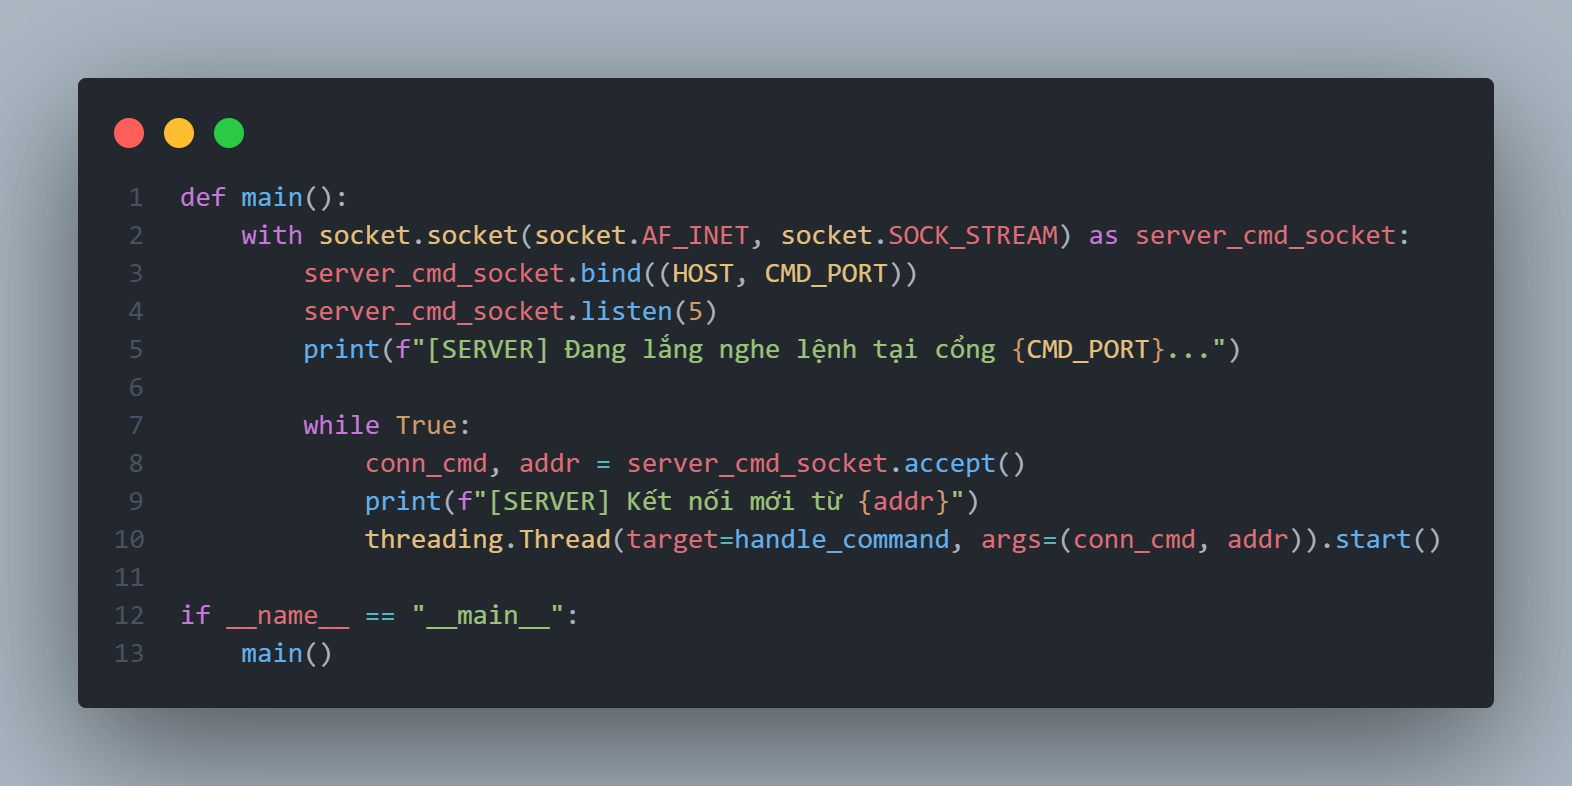 1 def main():
2     with socket.socket(socket.AF_INET, socket.SOCK_STREAM) as server_cmd_socket:
3         server_cmd_socket.bind((HOST, CMD_PORT))
4         server_cmd_socket.listen(5)
5         print(f"[SERVER] Đang lắng nghe lệnh tại cổng {CMD_PORT}...")
6
7         while True:
8             conn_cmd, addr = server_cmd_socket.accept()
9             print(f"[SERVER] Kết nối mới từ {addr}")
10             threading.Thread(target=handle_command, args=(conn_cmd, addr)).start()
11
12 if __name__ == "__main__":
13     main()